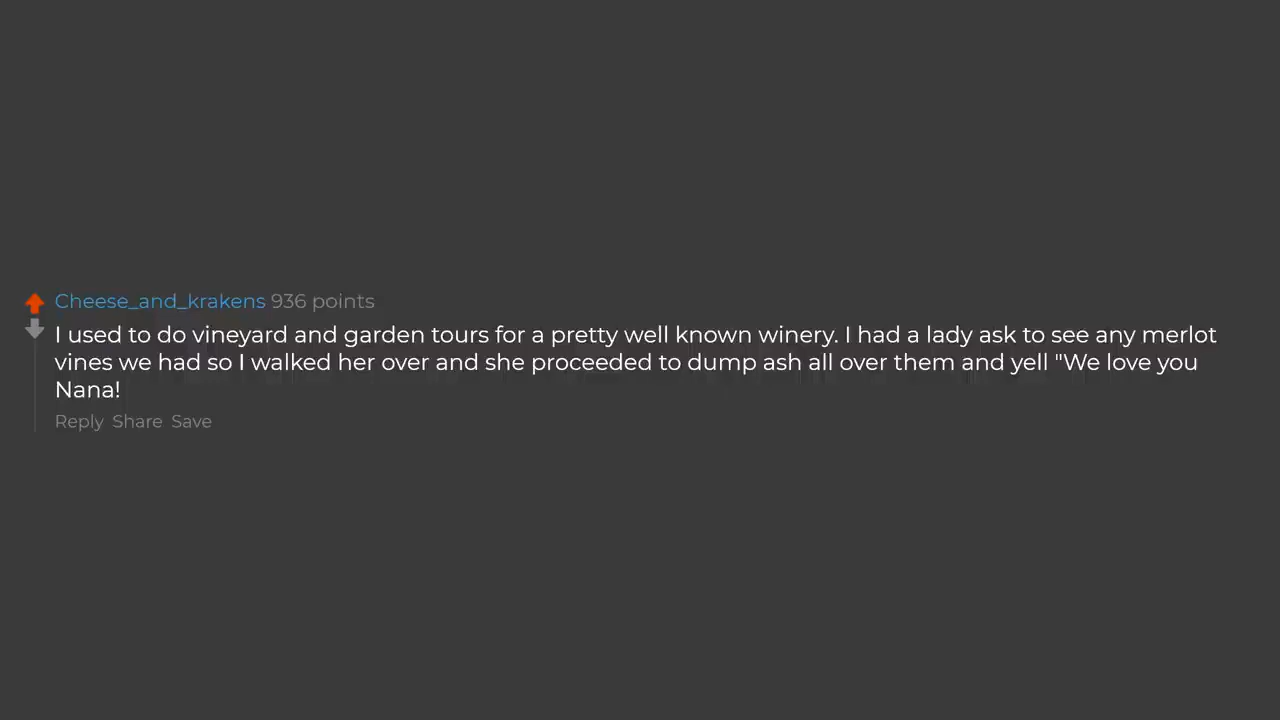 Cheese_and_krakens 936 points
I used to do vineyard and garden tours for a pretty well known winery. I had a lady ask to see any merlot
vines we had so I walked her over and she proceeded to dump ash all over them and yell "We love you
Nana!
Reply Share Save